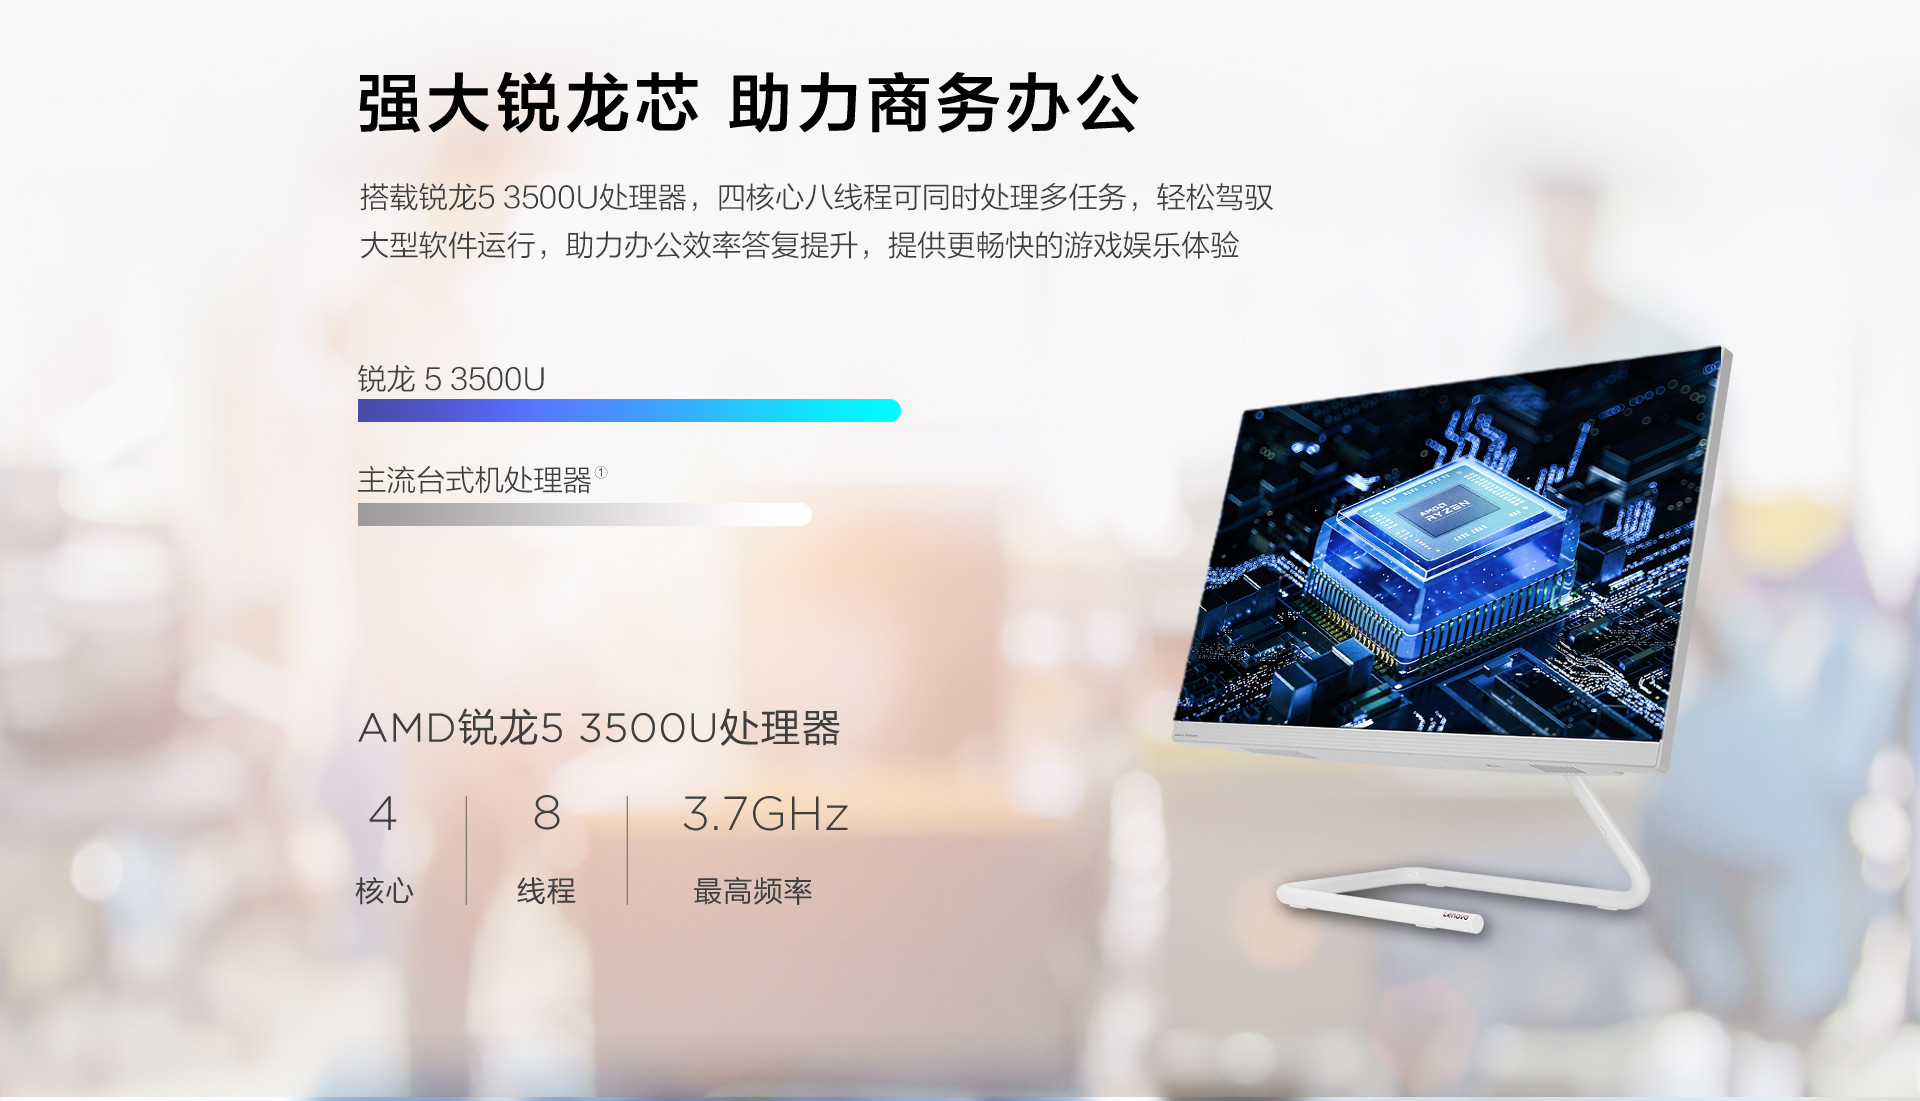 强大锐龙芯 助力商务办公
搭载锐龙5 3500U处理器，四核心八线程可同时处理多任务，轻松驾驭
大型软件运行，助力办公效率答复提升，提供更畅快的游戏娱乐体验
锐龙 5 3500U
主流台式机处理器①
AMD RYZEN
AMD锐龙5 3500U处理器
4
8
3.7GHz
核心
线程
最高频率
Lenovo